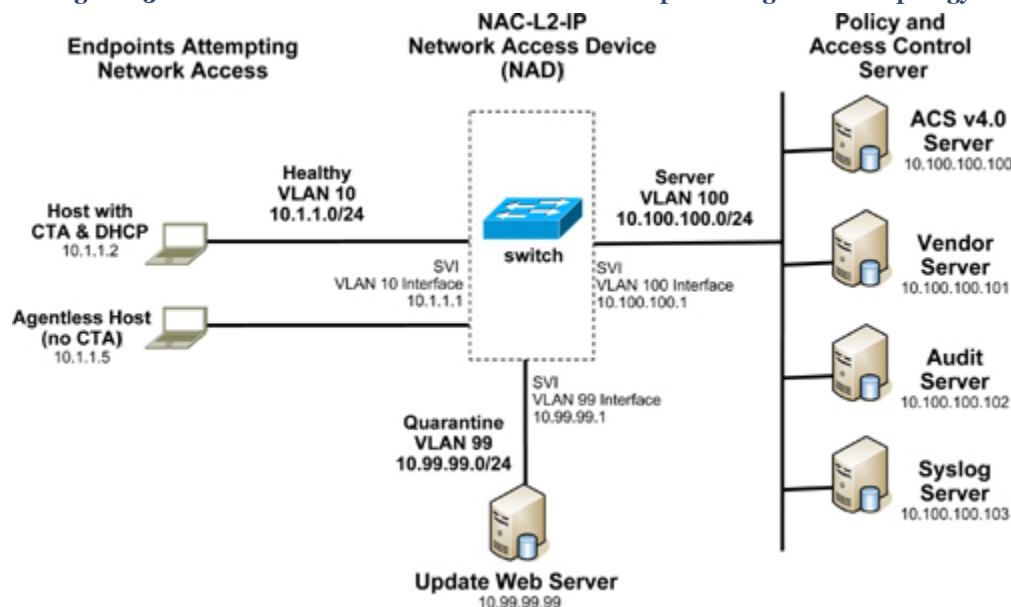 Endpoints Attempting
Network Access
NAC-L2-IP
Network Access Device
(NAD)
Policy and
Access Control
Server
Healthy
VLAN 10
10.1.1.0/24
Server
VLAN 100
10.100.100.0/24
Host with
CTA & DHCP
10.1.1.2
Agentless Host
(no CTA)
10.1.1.5
switch
SVI
VLAN 10 Interface
10.1.1.1
SVI
VLAN 100 Interface
10.100.100.1
SVI
VLAN 99 Interface
10.99.99.1
Quarantine
VLAN 99
10.99.99.0/24
Update Web Server
10.99.99.99
ACS v4.0
Server
10.100.100.100
Vendor
Server
10.100.100.101
Audit
Server
10.100.100.102
Syslog
Server
10.100.100.103